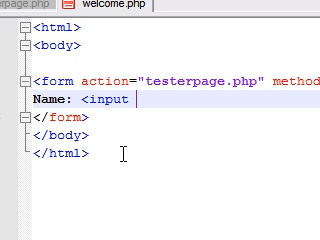 erpage.php welcome.php
<html>
<body>
<form action="testerpage.php" method
Name: <input
</form>
</body>
</html>